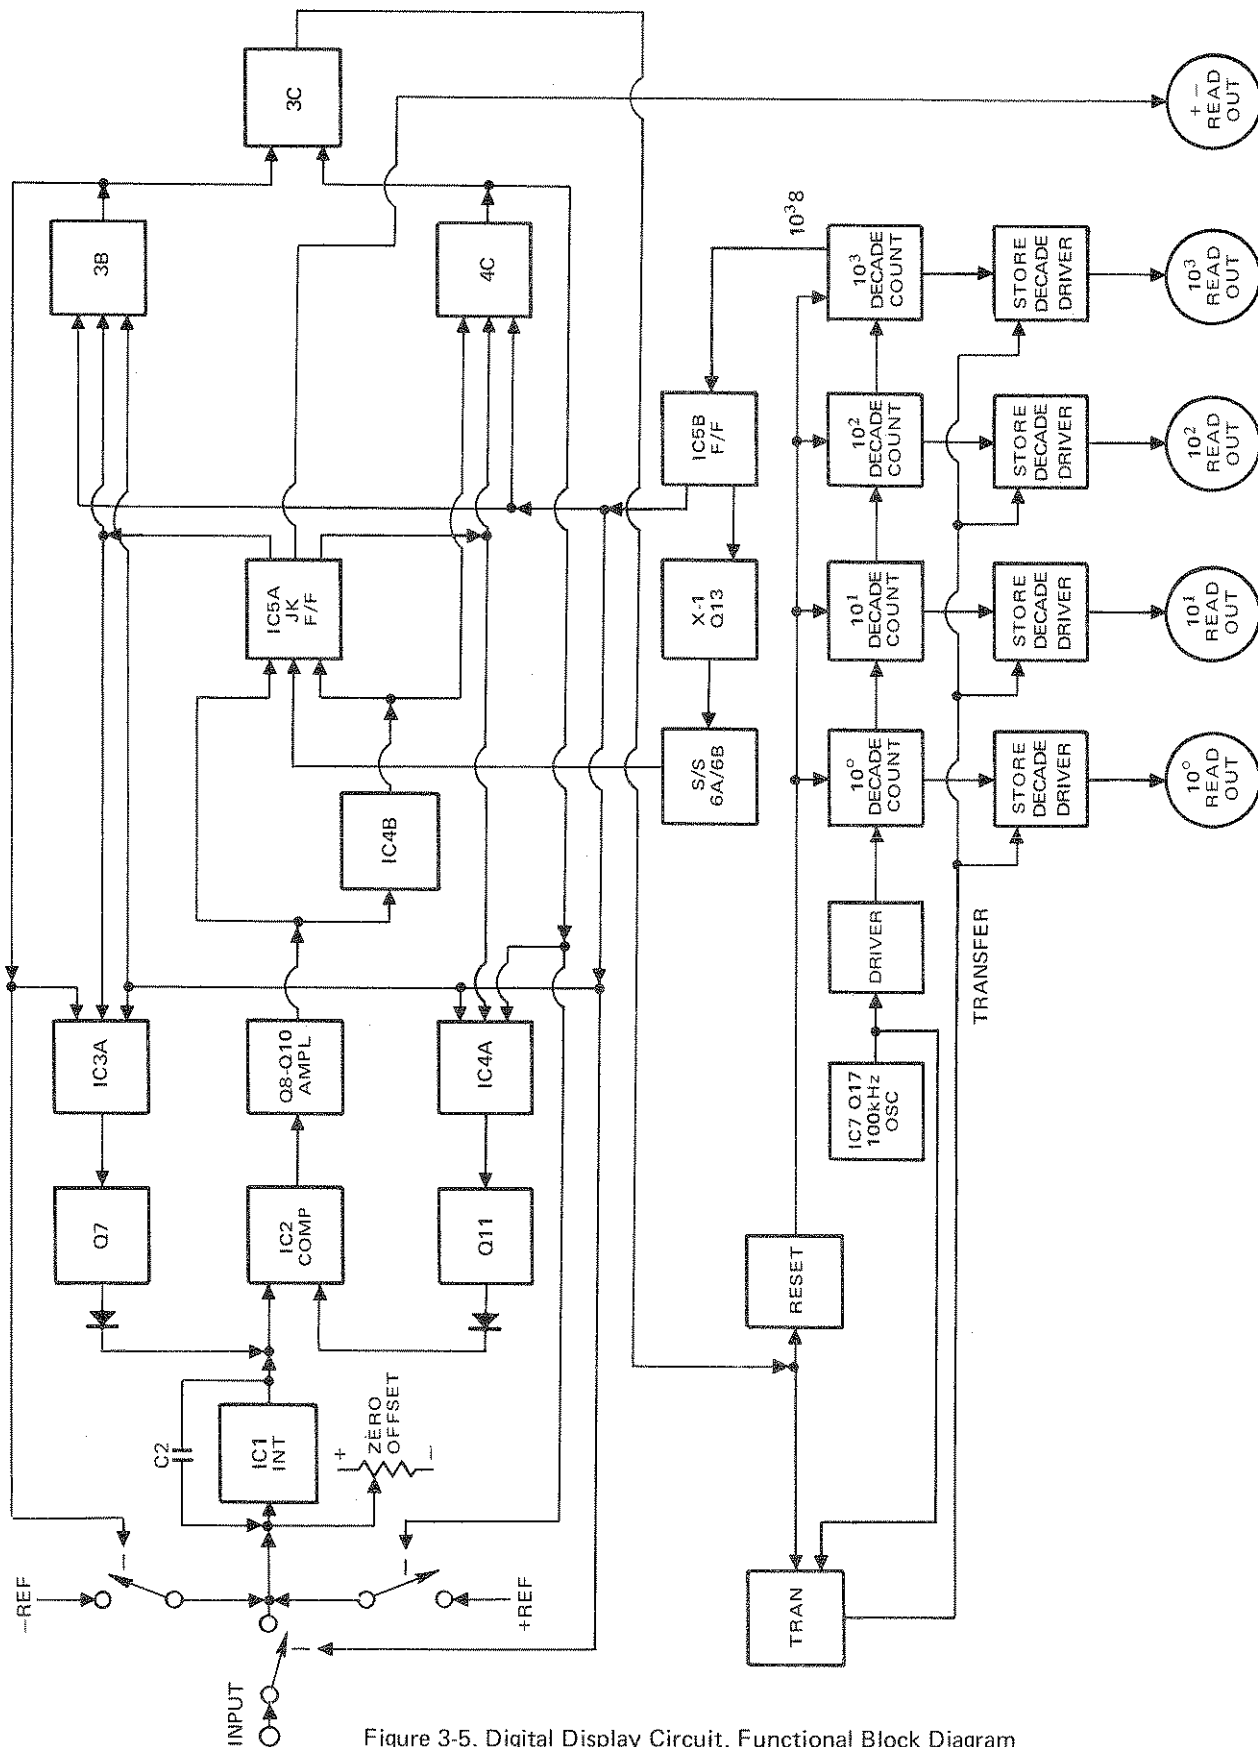 INPUT
–REF
+REF
C2
IC1
INT
+
ZERO
OFFSET
–
Q7
IC2
COMP
Q11
IC3A
Q8-Q10
AMPL
IC4A
IC4B
IC5A
JK
F/F
3B
4C
3C
S/S
6A/6B
X-1
Q13
IC5B
F/F
10³8
TRAN
RESET
IC7 Q17
100kHz
OSC
DRIVER
TRANSFER
10⁰
DECADE
COUNT
10¹
DECADE
COUNT
10²
DECADE
COUNT
10³
DECADE
COUNT
STORE
DECADE
DRIVER
STORE
DECADE
DRIVER
STORE
DECADE
DRIVER
STORE
DECADE
DRIVER
10⁰
READ
OUT
10¹
READ
OUT
10²
READ
OUT
10³
READ
OUT
+ –
READ
OUT
Figure 3-5. Digital Display Circuit, Functional Block Diagram